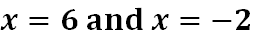 x = 6 and x = −2